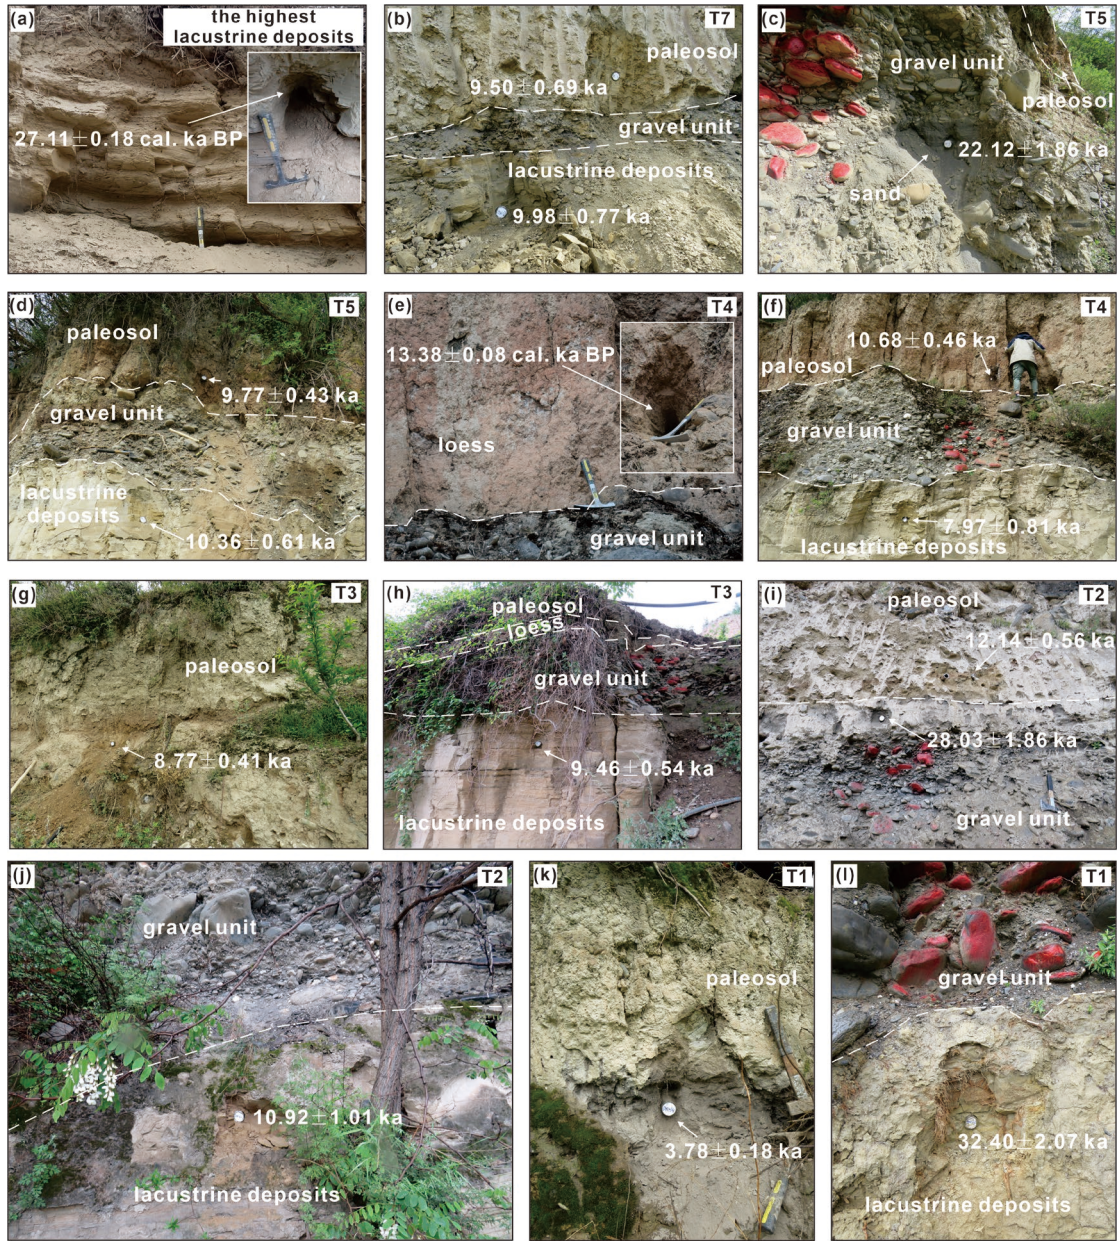 (a)
the highest
lacustrine deposits
27.11±0.18 cal. ka BP
(b)
T7
paleosol
9.50±0.69 ka
gravel unit
lacustrine deposits
9.98±0.77 ka
(c)
T5
gravel unit
paleosol
22.12±1.86 ka
sand
(d)
T5
paleosol
9.77±0.43 ka
gravel unit
lacustrine
deposits
10.36±0.61 ka
(e)
T4
13.38±0.08 cal. ka BP
loess
gravel unit
(f)
T4
10.68±0.46 ka
paleosol
gravel unit
7.97±0.81 ka
lacustrine deposits
(g)
T3
paleosol
8.77±0.41 ka
(h)
T3
paleosol
loess
gravel unit
9.46±0.54 ka
lacustrine deposits
(i)
T2
paleosol
12.14±0.56 ka
28.03±1.86 ka
gravel unit
(j)
T2
gravel unit
10.92±1.01 ka
lacustrine deposits
(k)
T1
paleosol
3.78±0.18 ka
(l)
T1
gravel unit
32.40±2.07 ka
lacustrine deposits